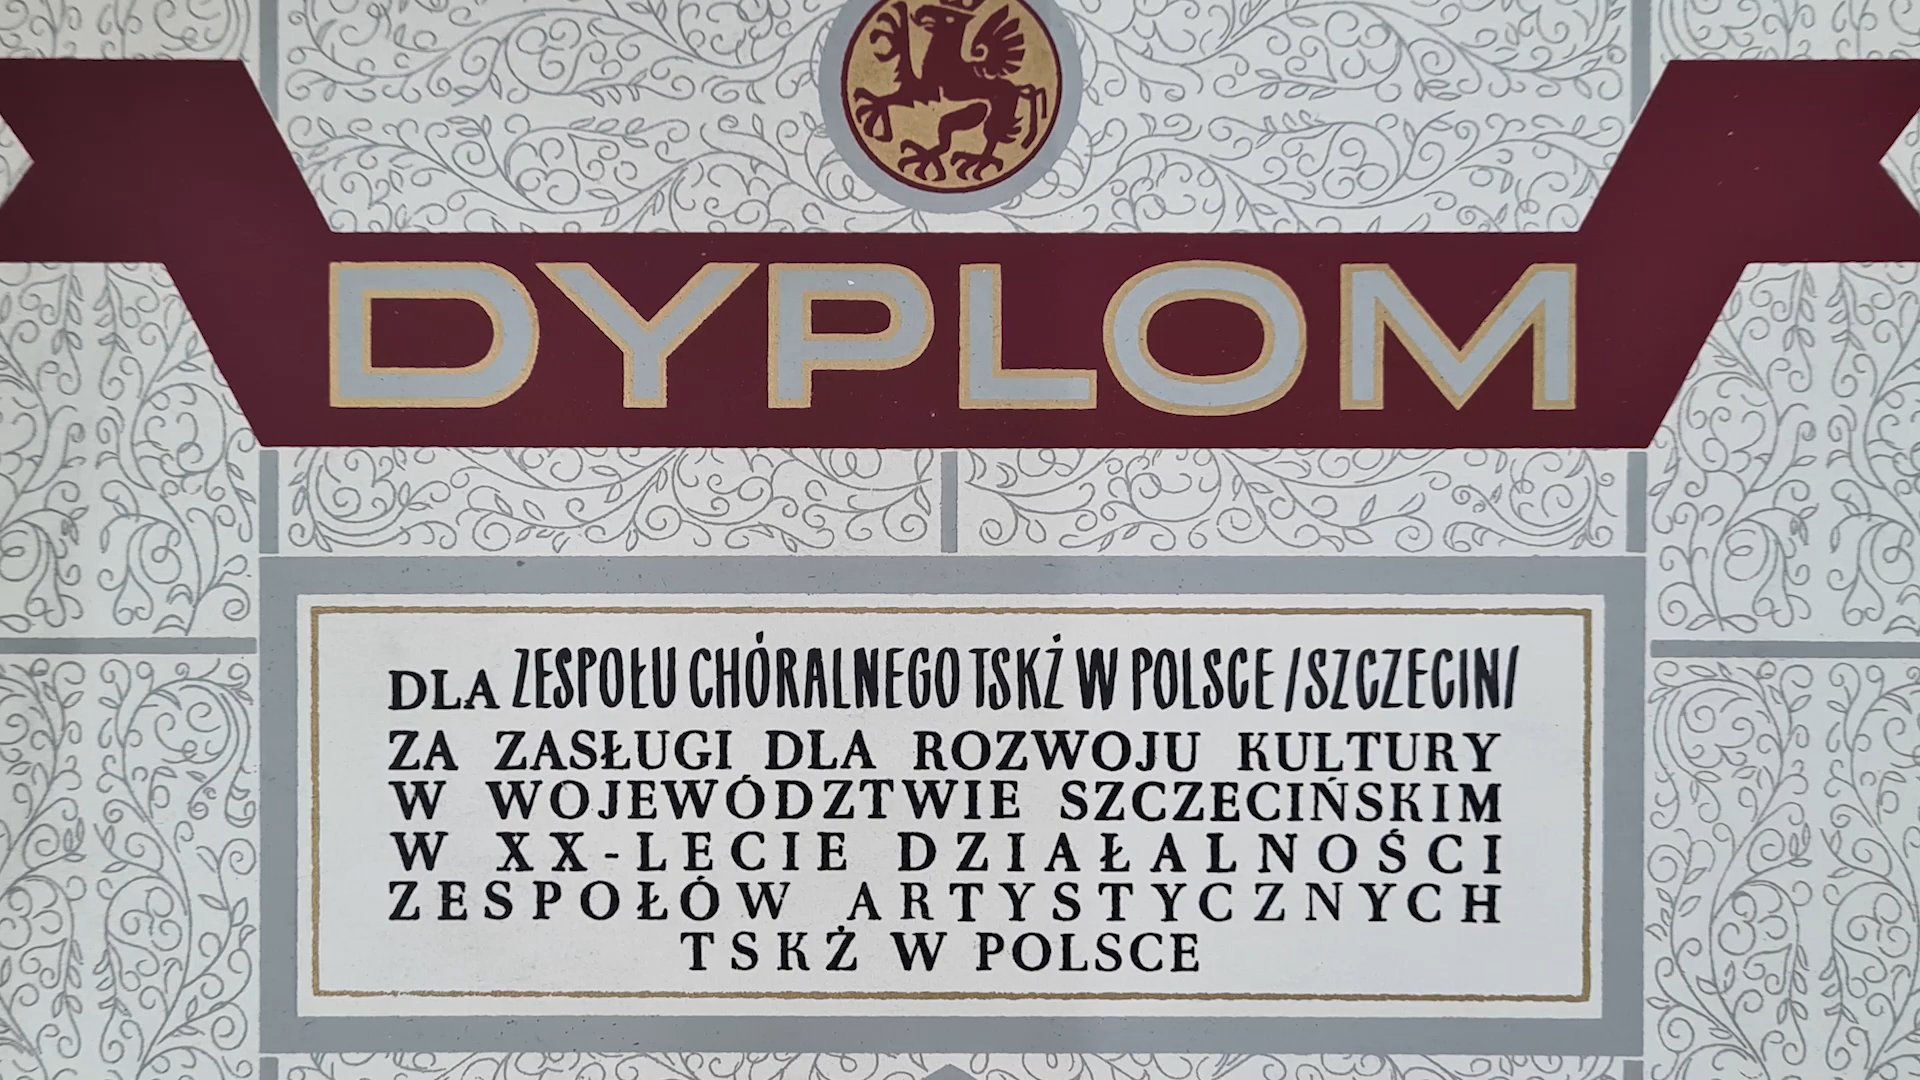 DYPLOM
DLA ZESPOŁU CHÓRALNEGO TSKŻ W POLSCE /SZCZECIN/
ZA ZASŁUGI DLA ROZWOJU KULTURY
W WOJEWÓDZTWIE SZCZECIŃSKIM
W XX-LECIE DZIAŁALNOŚCI
ZESPOŁÓW ARTYSTYCZNYCH
TSKŻ W POLSCE